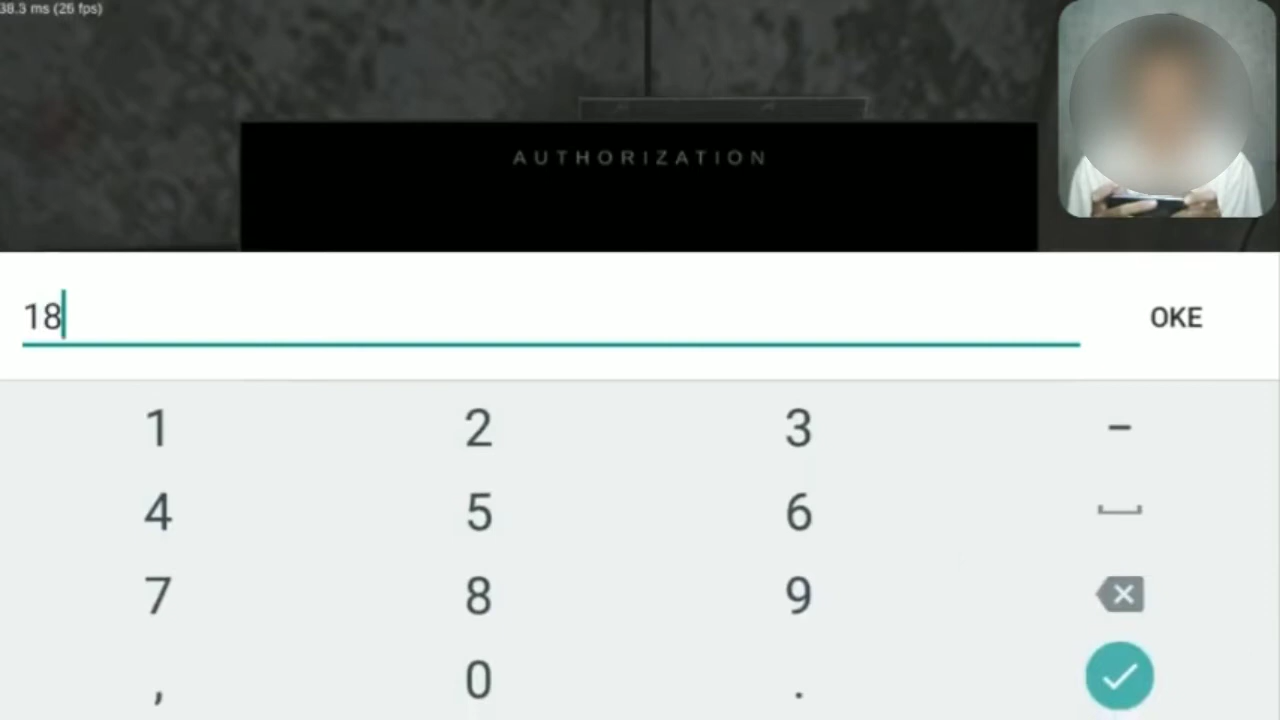 38.3 ms (26 fps)
AUTHORIZATION
18
OKE
1 2 3 -
4 5 6
7 8 9
, 0 .